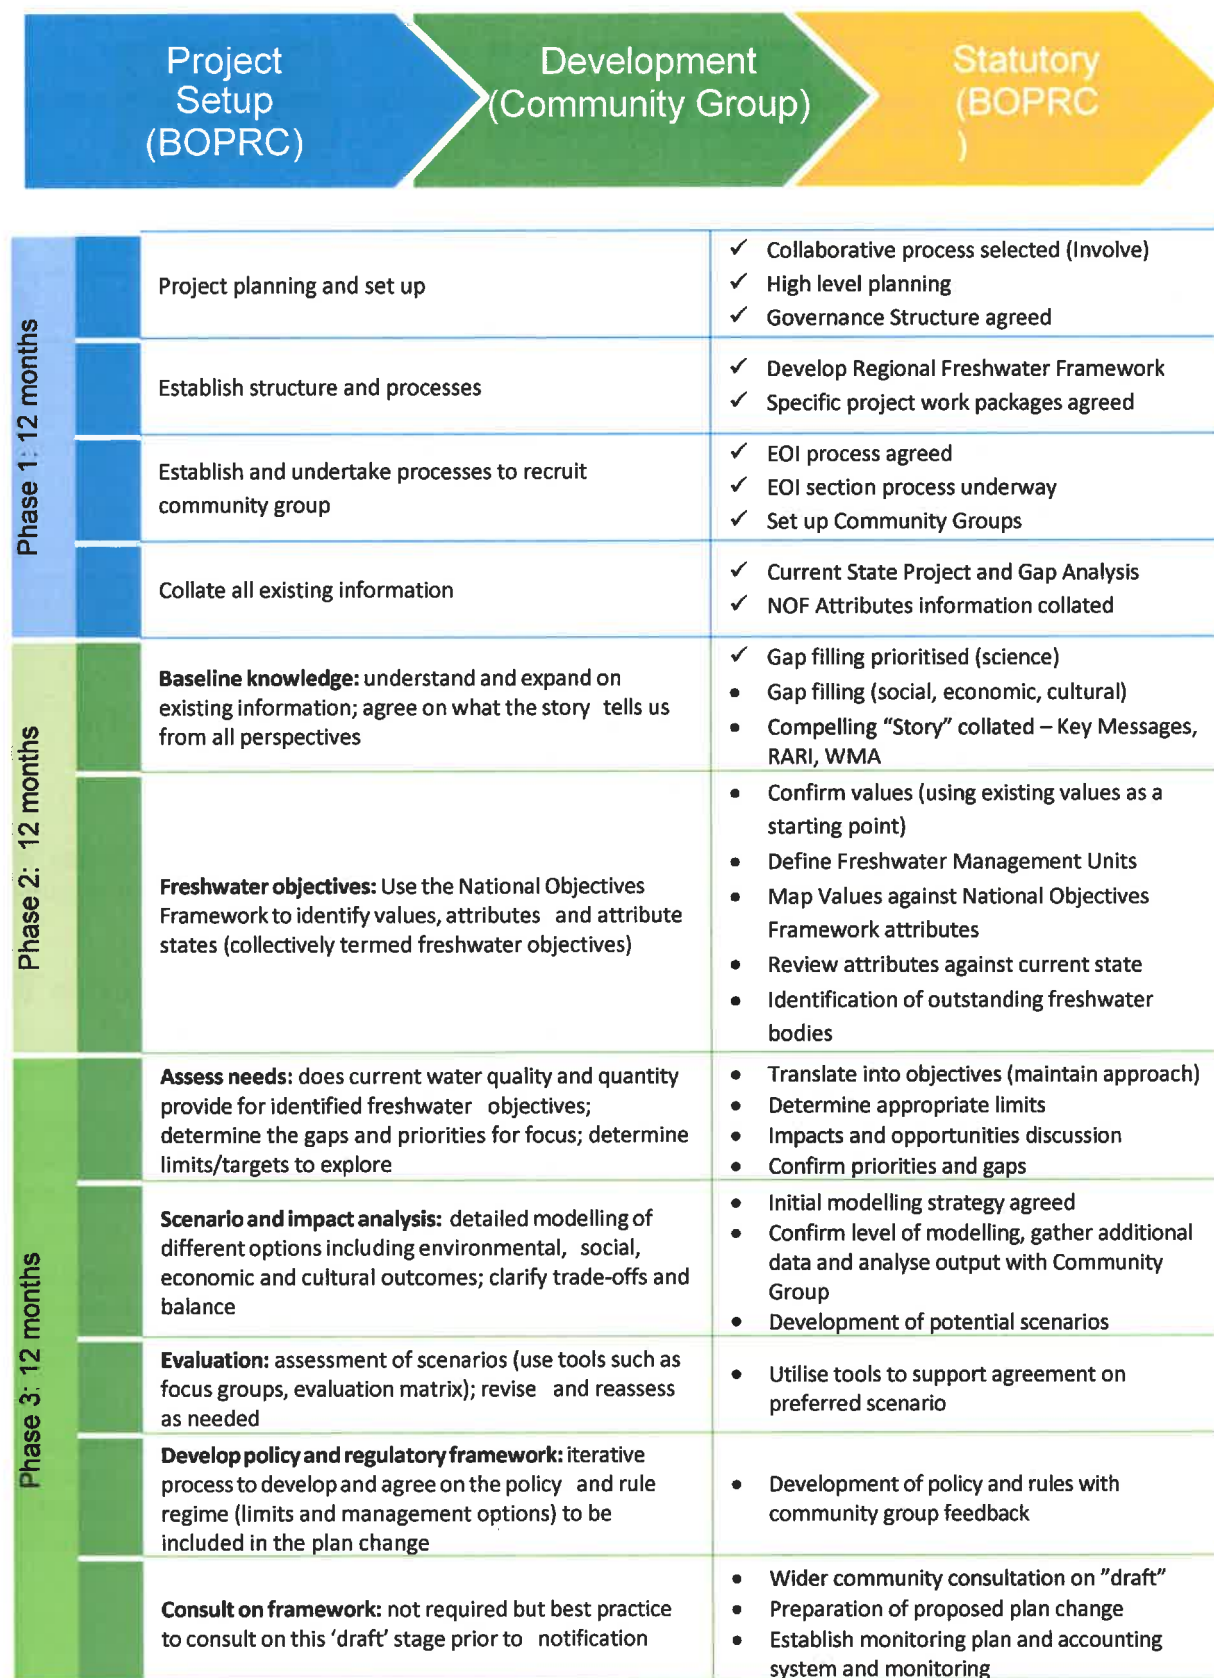 Project
Setup
(BOPRC)
Development
(Community Group)
Statutory
(BOPRC
)
Phase 1: 12 months
Project planning and set up
✓ Collaborative process selected (Involve)
✓ High level planning
✓ Governance Structure agreed
Establish structure and processes
✓ Develop Regional Freshwater Framework
✓ Specific project work packages agreed
Establish and undertake processes to recruit
community group
✓ EOI process agreed
✓ EOI section process underway
✓ Set up Community Groups
Collate all existing information
✓ Current State Project and Gap Analysis
✓ NOF Attributes information collated
Phase 2: 12 months
Baseline knowledge: understand and expand on
existing information; agree on what the story tells us
from all perspectives
✓ Gap filling prioritised (science)
• Gap filling (social, economic, cultural)
• Compelling "Story" collated – Key Messages,
RARI, WMA
Freshwater objectives: Use the National Objectives
Framework to identify values, attributes and attribute
states (collectively termed freshwater objectives)
• Confirm values (using existing values as a
starting point)
• Define Freshwater Management Units
• Map Values against National Objectives
Framework attributes
• Review attributes against current state
• Identification of outstanding freshwater
bodies
Phase 3: 12 months
Assess needs: does current water quality and quantity
provide for identified freshwater objectives;
determine the gaps and priorities for focus; determine
limits/targets to explore
• Translate into objectives (maintain approach)
• Determine appropriate limits
• Impacts and opportunities discussion
• Confirm priorities and gaps
Scenario and impact analysis: detailed modelling of
different options including environmental, social,
economic and cultural outcomes; clarify trade-offs and
balance
• Initial modelling strategy agreed
• Confirm level of modelling, gather additional
data and analyse output with Community
Group
• Development of potential scenarios
Evaluation: assessment of scenarios (use tools such as
focus groups, evaluation matrix); revise and reassess
as needed
• Utilise tools to support agreement on
preferred scenario
Develop policy and regulatory framework: iterative
process to develop and agree on the policy and rule
regime (limits and management options) to be
included in the plan change
• Development of policy and rules with
community group feedback
Consult on framework: not required but best practice
to consult on this 'draft' stage prior to notification
• Wider community consultation on "draft"
• Preparation of proposed plan change
• Establish monitoring plan and accounting
system and monitoring